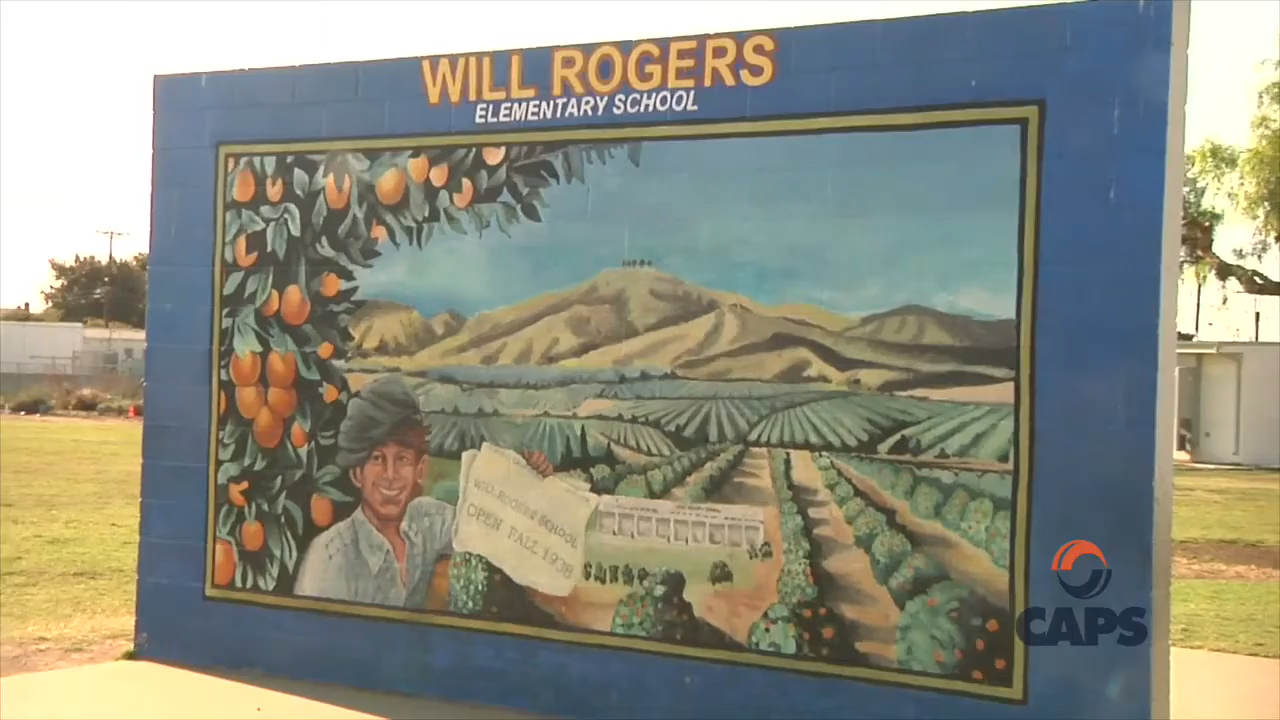 WILL ROGERS
ELEMENTARY SCHOOL
WILL ROGERS SCHOOL
OPEN FALL 1938
CAPS